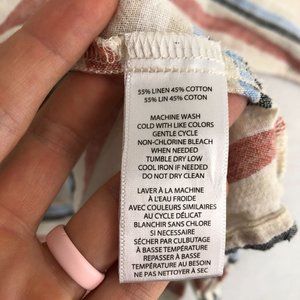 55% LINEN 45% COTTON
55% LIN 45% COTON
MACHINE WASH
COLD WITH LIKE COLORS
GENTLE CYCLE
NON-CHLORINE BLEACH
WHEN NEEDED
TUMBLE DRY LOW
COOL IRON IF NEEDED
DO NOT DRY CLEAN
LAVER À LA MACHINE
À L'EAU FROIDE
AVEC COULEURS SIMILAIRES
AU CYCLE DÉLICAT
BLANCHIR SANS CHLORE
SI NECESSAIRE
SÉCHER PAR CULBUTAGE
À BASSE TEMPÉRATURE
REPASSER À BASSE
TEMPÉRATURE AU BESOIN
NE PAS NETTOYER À SEC